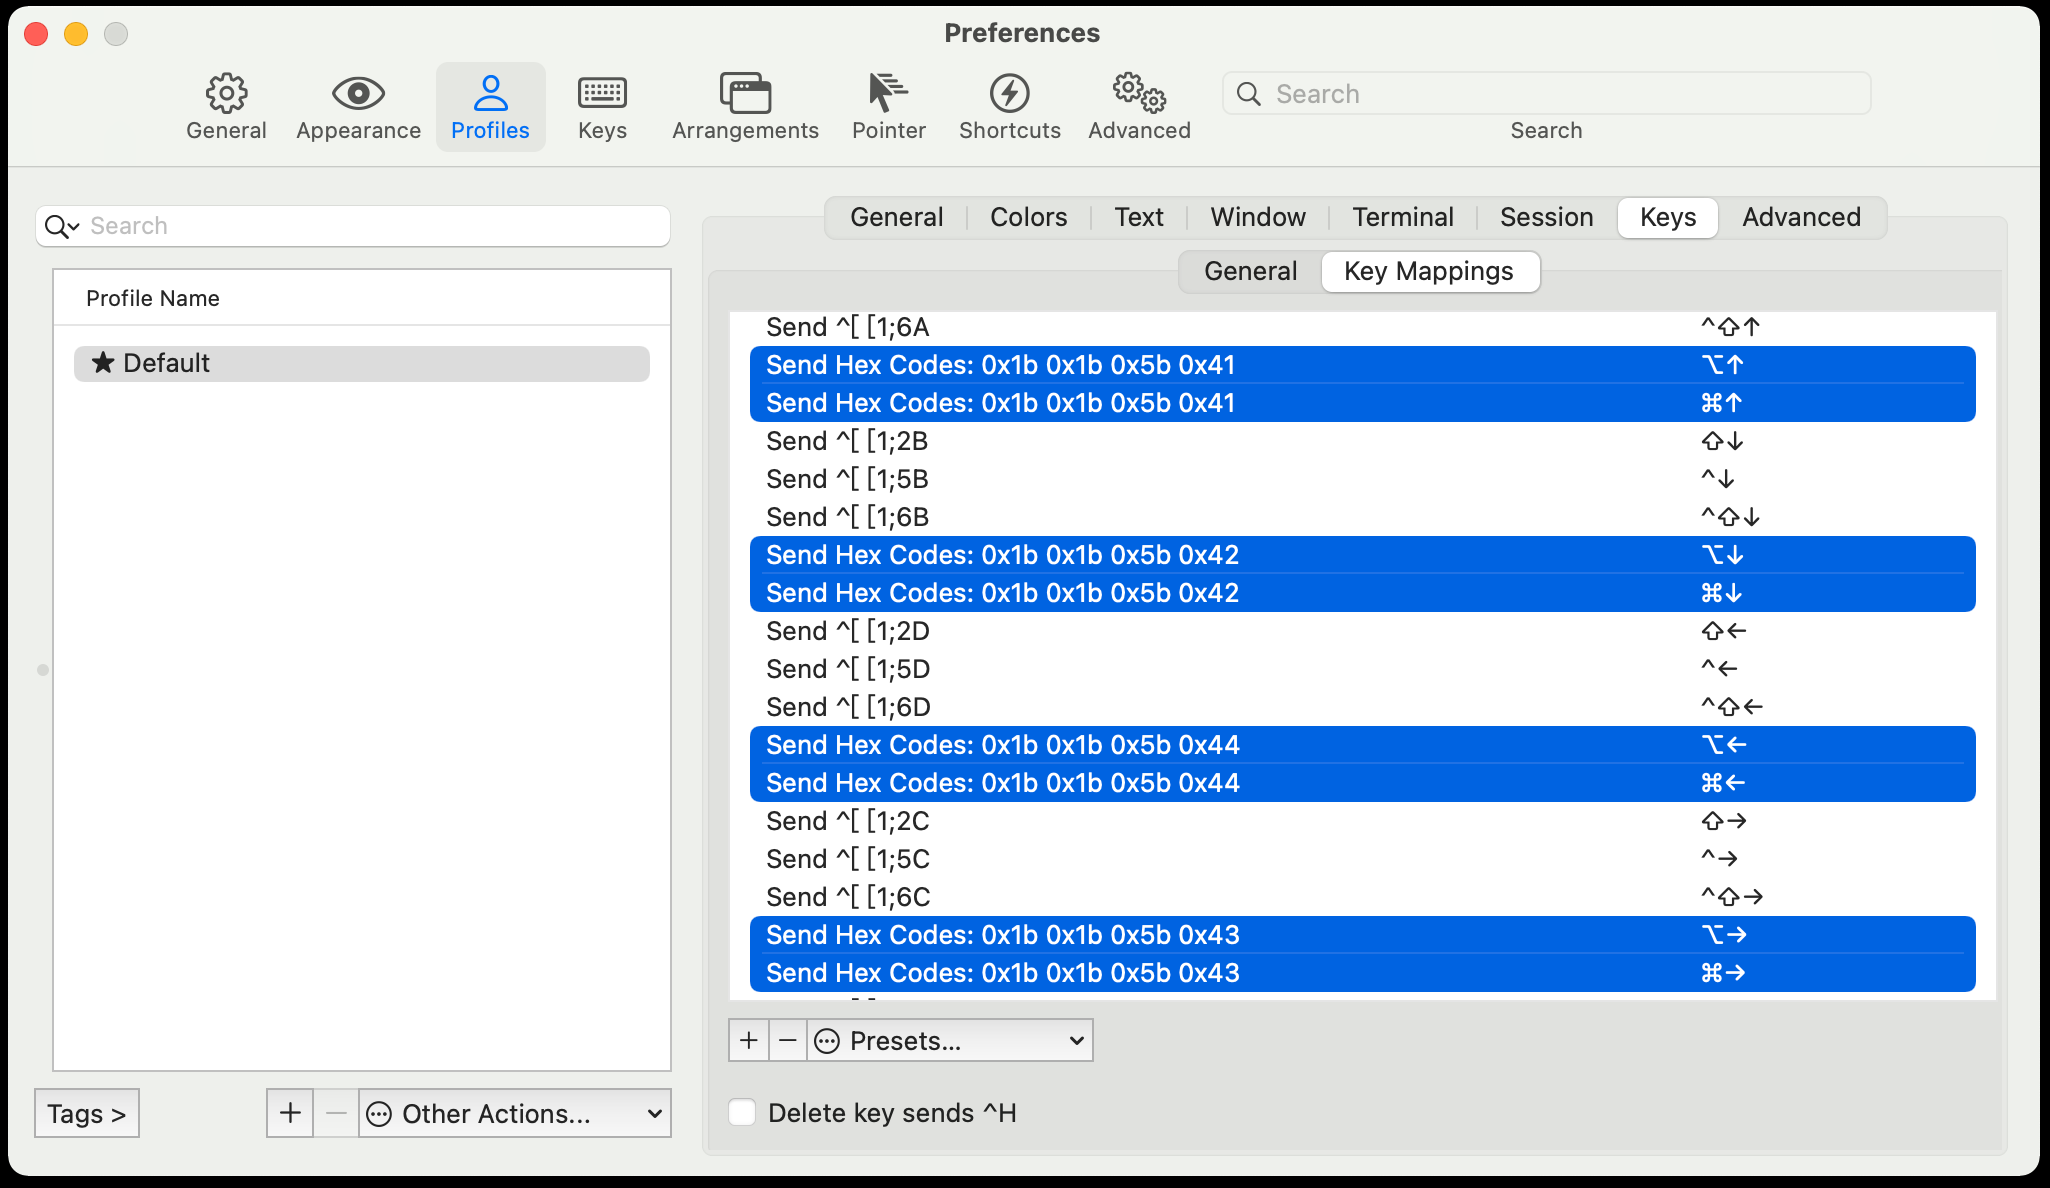 Preferences
General
Appearance
Profiles
Keys
Arrangements
Pointer
Shortcuts
Advanced
Search
Search
Search
Profile Name
★ Default
Tags >
+
−
Other Actions...
General
Colors
Text
Window
Terminal
Session
Keys
Advanced
General
Key Mappings
Send ^[ [1;6A ^⇧↑
Send Hex Codes: 0x1b 0x1b 0x5b 0x41 ⌥↑
Send Hex Codes: 0x1b 0x1b 0x5b 0x41 ⌘↑
Send ^[ [1;2B ⇧↓
Send ^[ [1;5B ^↓
Send ^[ [1;6B ^⇧↓
Send Hex Codes: 0x1b 0x1b 0x5b 0x42 ⌥↓
Send Hex Codes: 0x1b 0x1b 0x5b 0x42 ⌘↓
Send ^[ [1;2D ⇧←
Send ^[ [1;5D ^←
Send ^[ [1;6D ^⇧←
Send Hex Codes: 0x1b 0x1b 0x5b 0x44 ⌥←
Send Hex Codes: 0x1b 0x1b 0x5b 0x44 ⌘←
Send ^[ [1;2C ⇧→
Send ^[ [1;5C ^→
Send ^[ [1;6C ^⇧→
Send Hex Codes: 0x1b 0x1b 0x5b 0x43 ⌥→
Send Hex Codes: 0x1b 0x1b 0x5b 0x43 ⌘→
+
−
Presets...
Delete key sends ^H